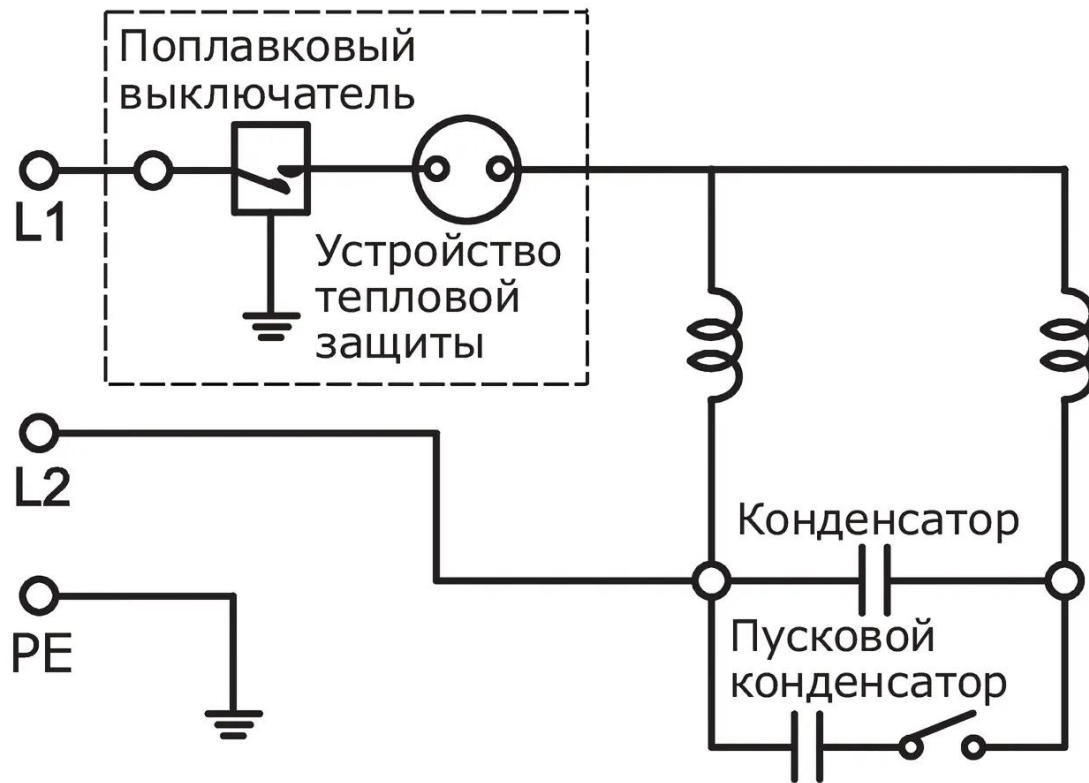 Поплавковый
выключатель
L1
Устройство
тепловой
защиты
L2
Конденсатор
PE
Пусковой
конденсатор